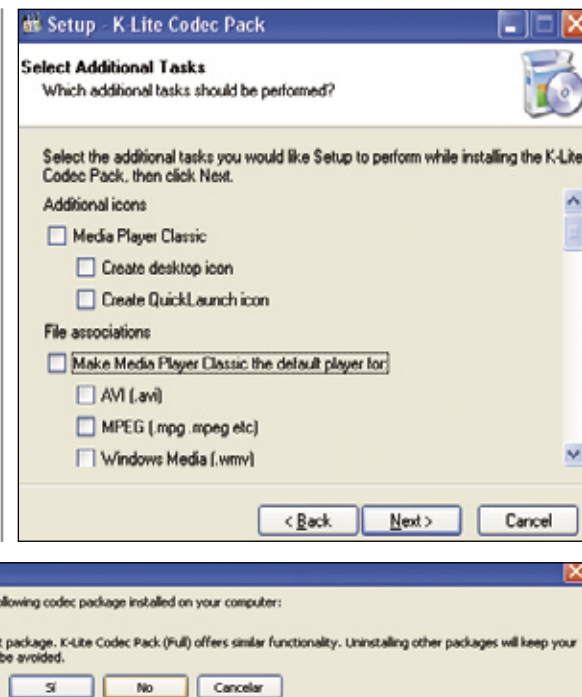 Setup - K-Lite Codec Pack
Select Additional Tasks
Which additional tasks should be performed?
Select the additional tasks you would like Setup to perform while installing the K-Lite
Codec Pack, then click Next.
Additional icons
Media Player Classic
Create desktop icon
Create QuickLaunch icon
File associations
Make Media Player Classic the default player for:
AVI (.avi)
MPEG (.mpg .mpeg etc)
Windows Media (.wmv)
< Back
Next >
Cancel
following codec package installed on your computer:
package. K-Lite Codec Pack (Full) offers similar functionality. Uninstalling other packages will keep your
be avoided.
Sí
No
Cancelar